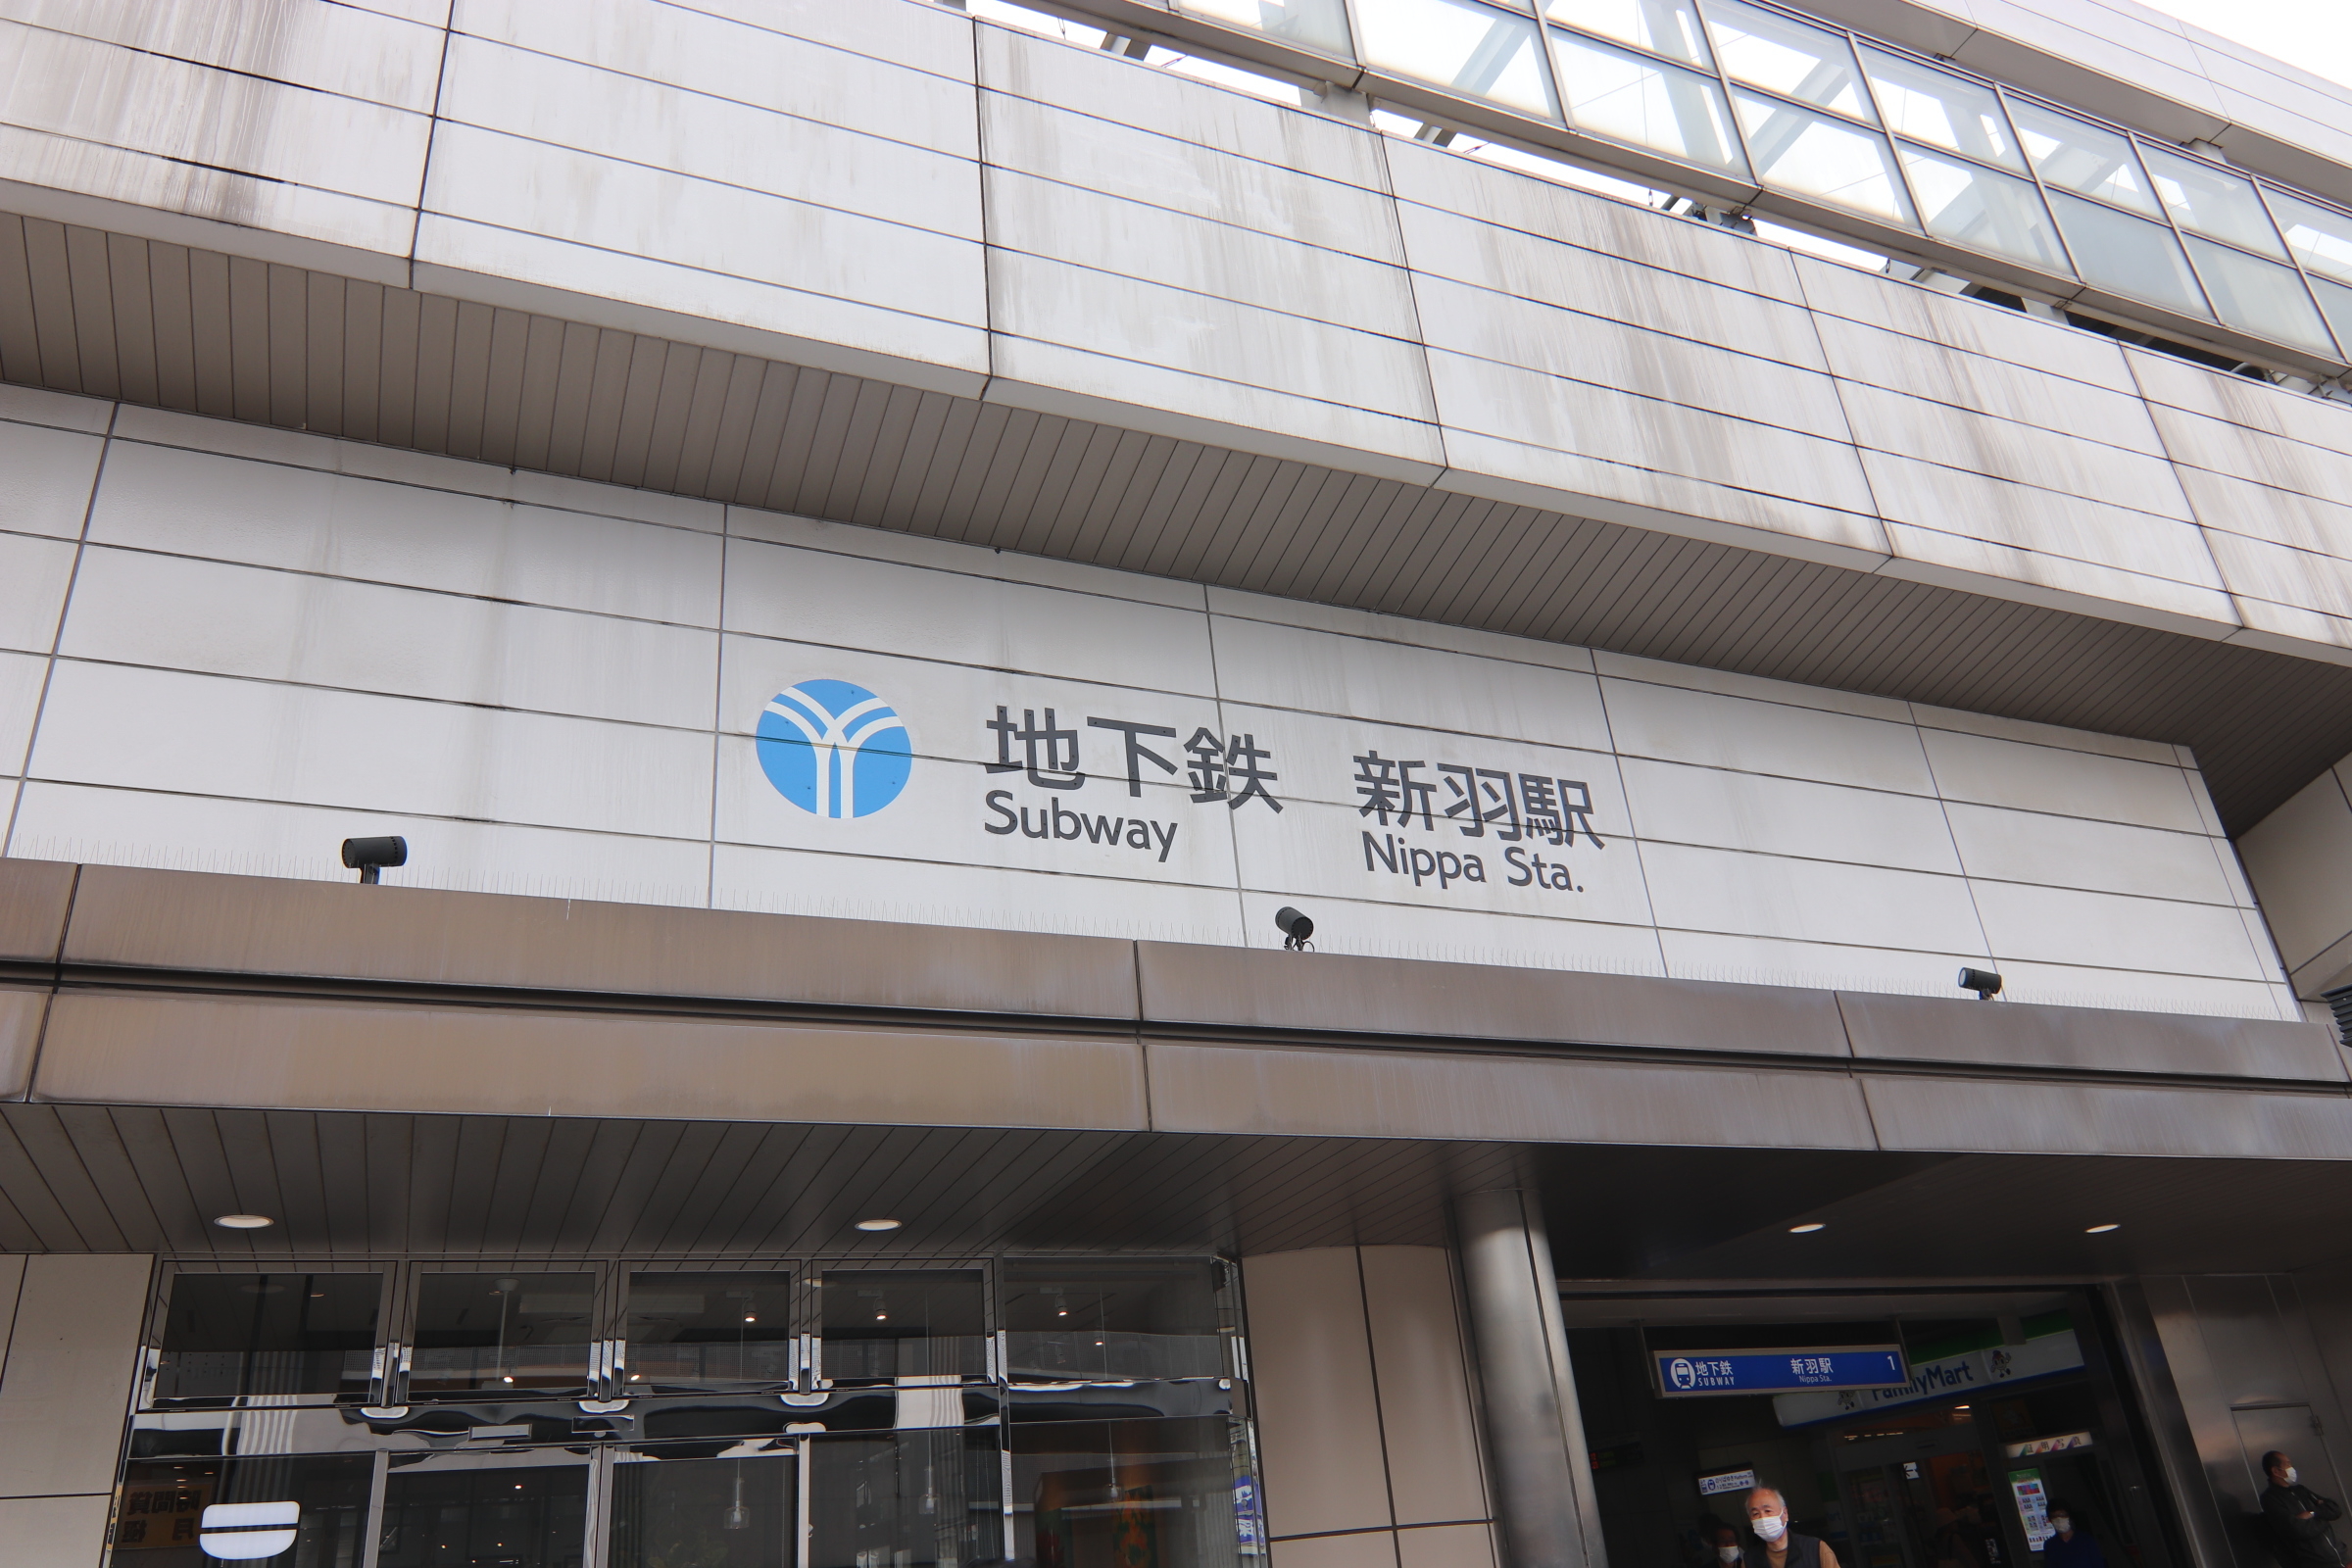 地下鉄 新羽駅
Subway Nippa Sta.
地下鉄 新羽駅 1
SUBWAY Nippa Sta.
FamilyMart